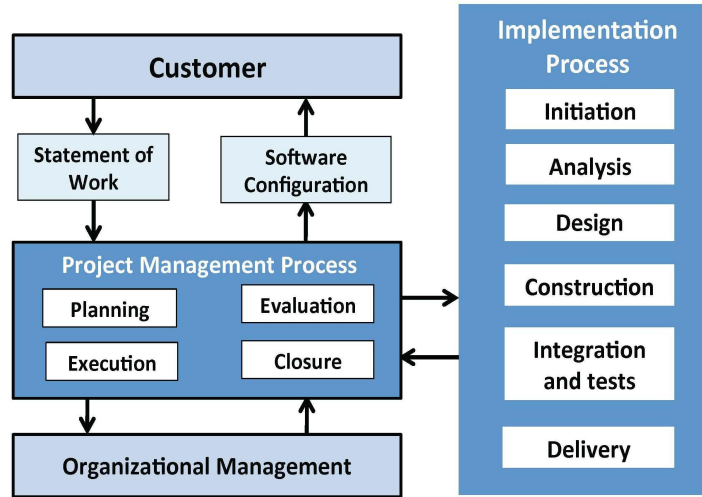 Customer
Statement of
Work
Software
Configuration
Project Management Process
Planning
Evaluation
Execution
Closure
Organizational Management
Implementation
Process
Initiation
Analysis
Design
Construction
Integration
and tests
Delivery